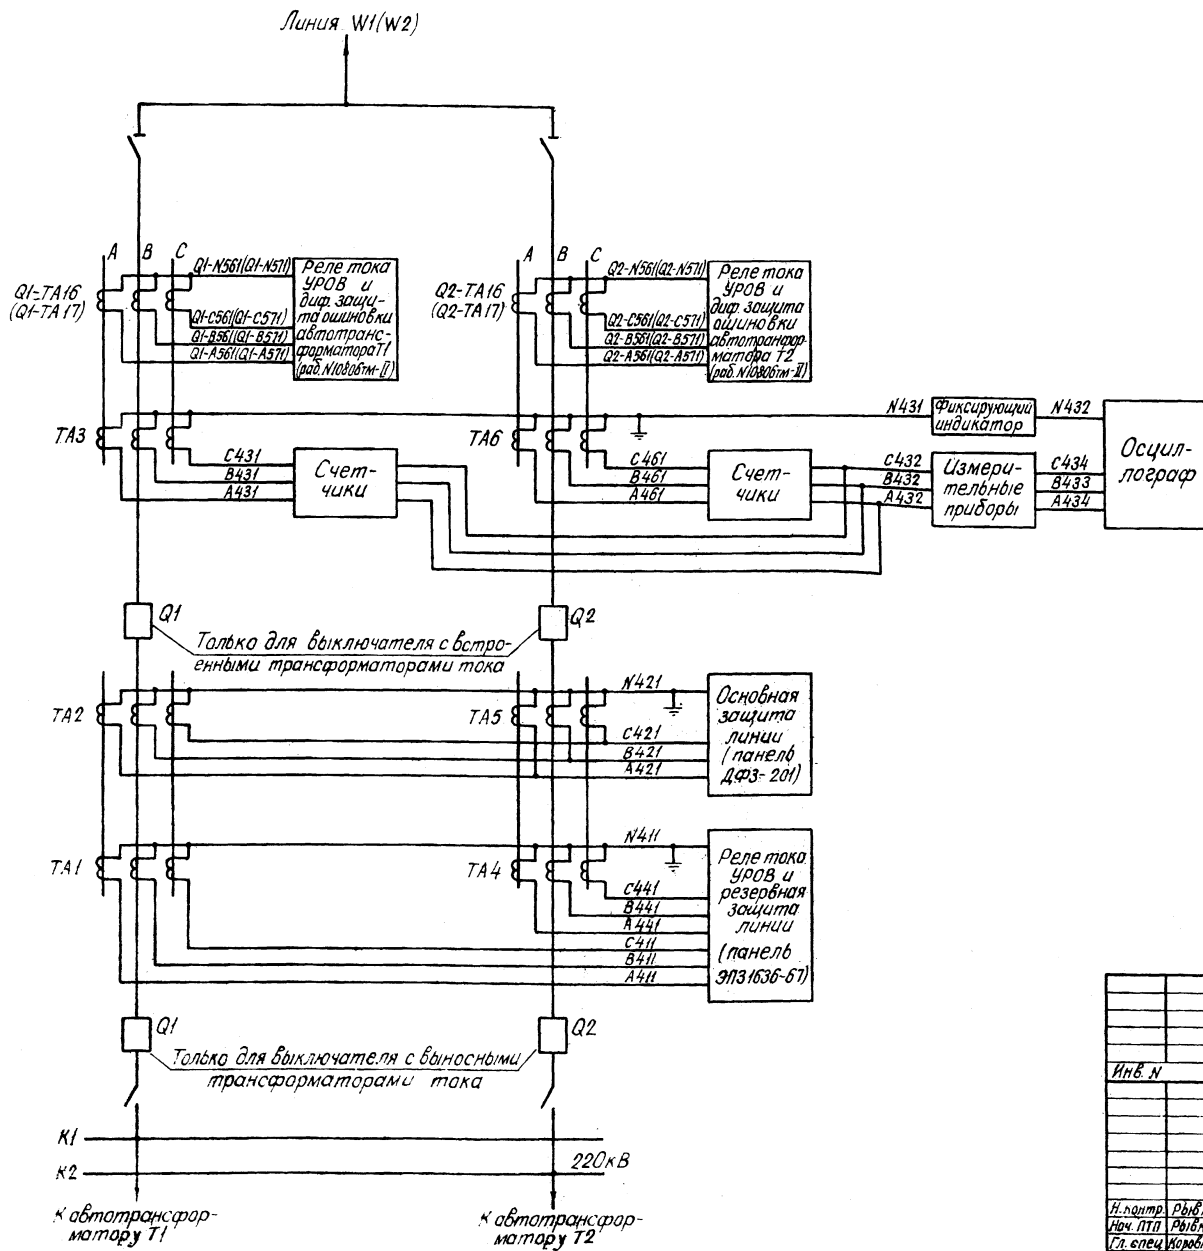 Линия W1(W2)
A B C
Q1-TA16
(Q1-TA17)
Q1-N561(Q1-N571)
Q1-C561(Q1-C571)
Q1-B561(Q1-B571)
Q1-A561(Q1-A571)
Реле тока
УРОВ и
диф. защи-
та ошиновки
автотранс-
форматора T1
(раб. N10806тм-II)
A B C
Q2-TA16
(Q2-TA17)
Q2-N561(Q2-N571)
Q2-C561(Q2-C571)
Q2-B561(Q2-B571)
Q2-A561(Q2-A571)
Реле тока
УРОВ и
диф. защита
ошиновки
автотрансфор-
матора T2
(раб. N10806тм-II)
TA3
C431
B431
A431
Счет-
чики
TA6
C461
B461
A461
Счет-
чики
N431
Фиксирующий
индикатор
N432
C432
B432
A432
Измери-
тельные
приборы
C434
B433
A434
Осцил-
лограф
Q1
Q2
Только для выключателя с встро-
енными трансформаторами тока
TA2
TA5
N421
C421
B421
A421
Основная
защита
линии
(панель
ДФЗ-201)
TA1
TA4
N411
C441
B441
A441
C411
B411
A411
Реле тока
УРОВ и
резервная
защита
линии
(панель
ЭПЗ1636-67)
Q1
Q2
Только для выключателя с выносными
трансформаторами тока
K1
K2
220кВ
К автотрансфор-
матору T1
К автотрансфор-
матору T2
Инв. N
Н.контр.
Нач. ПТП
Гл. спец